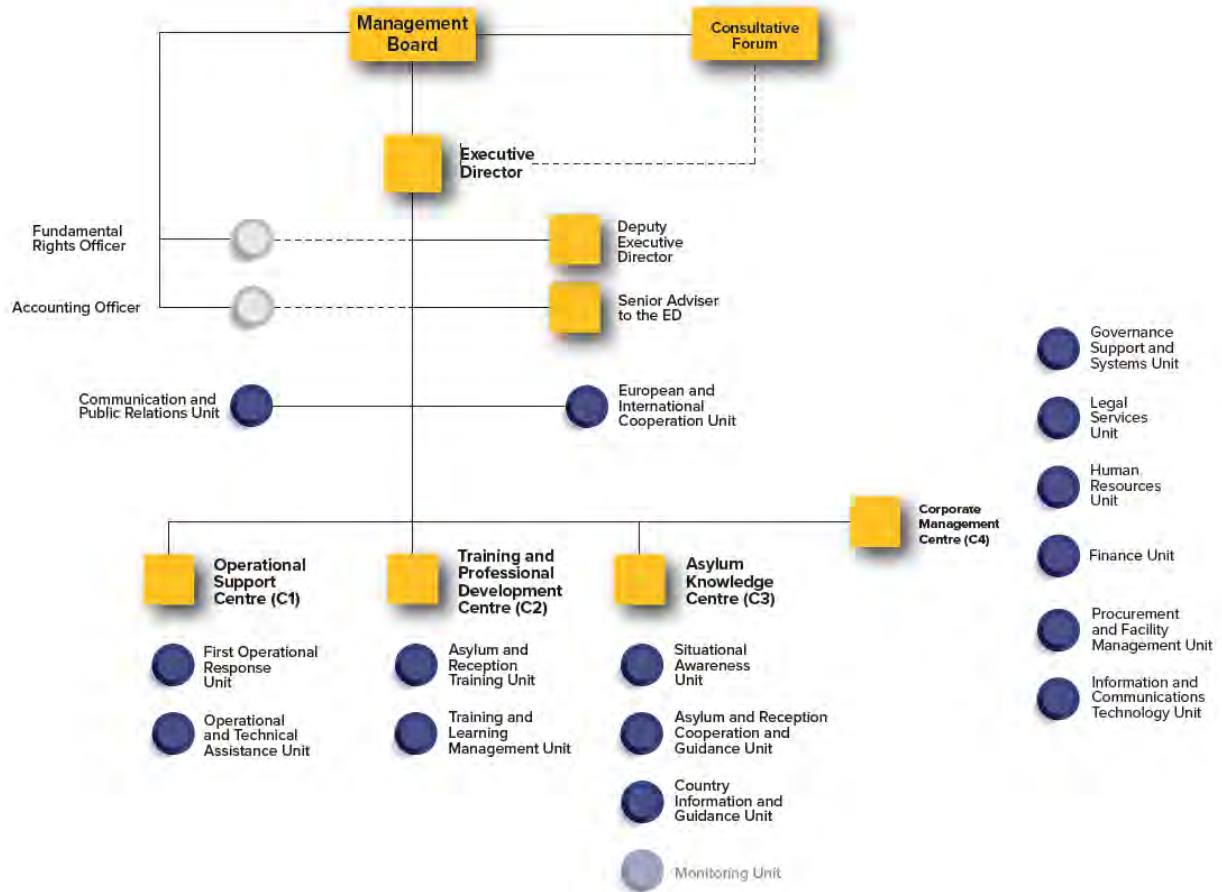 Management
Board
Consultative
Forum
Executive
Director
Fundamental
Rights Officer
Deputy
Executive
Director
Accounting Officer
Senior Adviser
to the ED
Communication and
Public Relations Unit
European and
International
Cooperation Unit
Governance
Support and
Systems Unit
Legal
Services
Unit
Human
Resources
Unit
Finance Unit
Procurement
and Facility
Management Unit
Information and
Communications
Technology Unit
Corporate
Management
Centre (C4)
Operational
Support
Centre (C1)
First Operational
Response
Unit
Operational
and Technical
Assistance Unit
Training and
Professional
Development
Centre (C2)
Asylum and
Reception
Training Unit
Training and
Learning
Management Unit
Asylum
Knowledge
Centre (C3)
Situational
Awareness
Unit
Asylum and Reception
Cooperation and
Guidance Unit
Country
Information and
Guidance Unit
Monitoring Unit